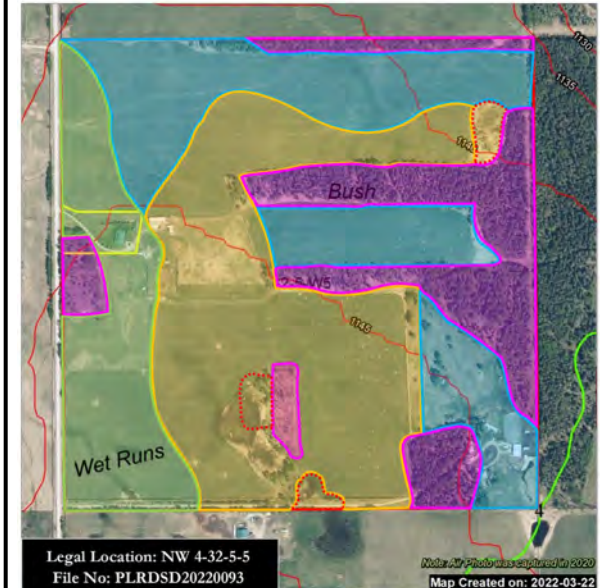 1130
1135
Bush
1145
Wet Runs
4
Legal Location: NW 4-32-5-5
File No: PLRDSD20220093
Note: Air Photo was captured in 2020
Map Created on: 2022-03-22